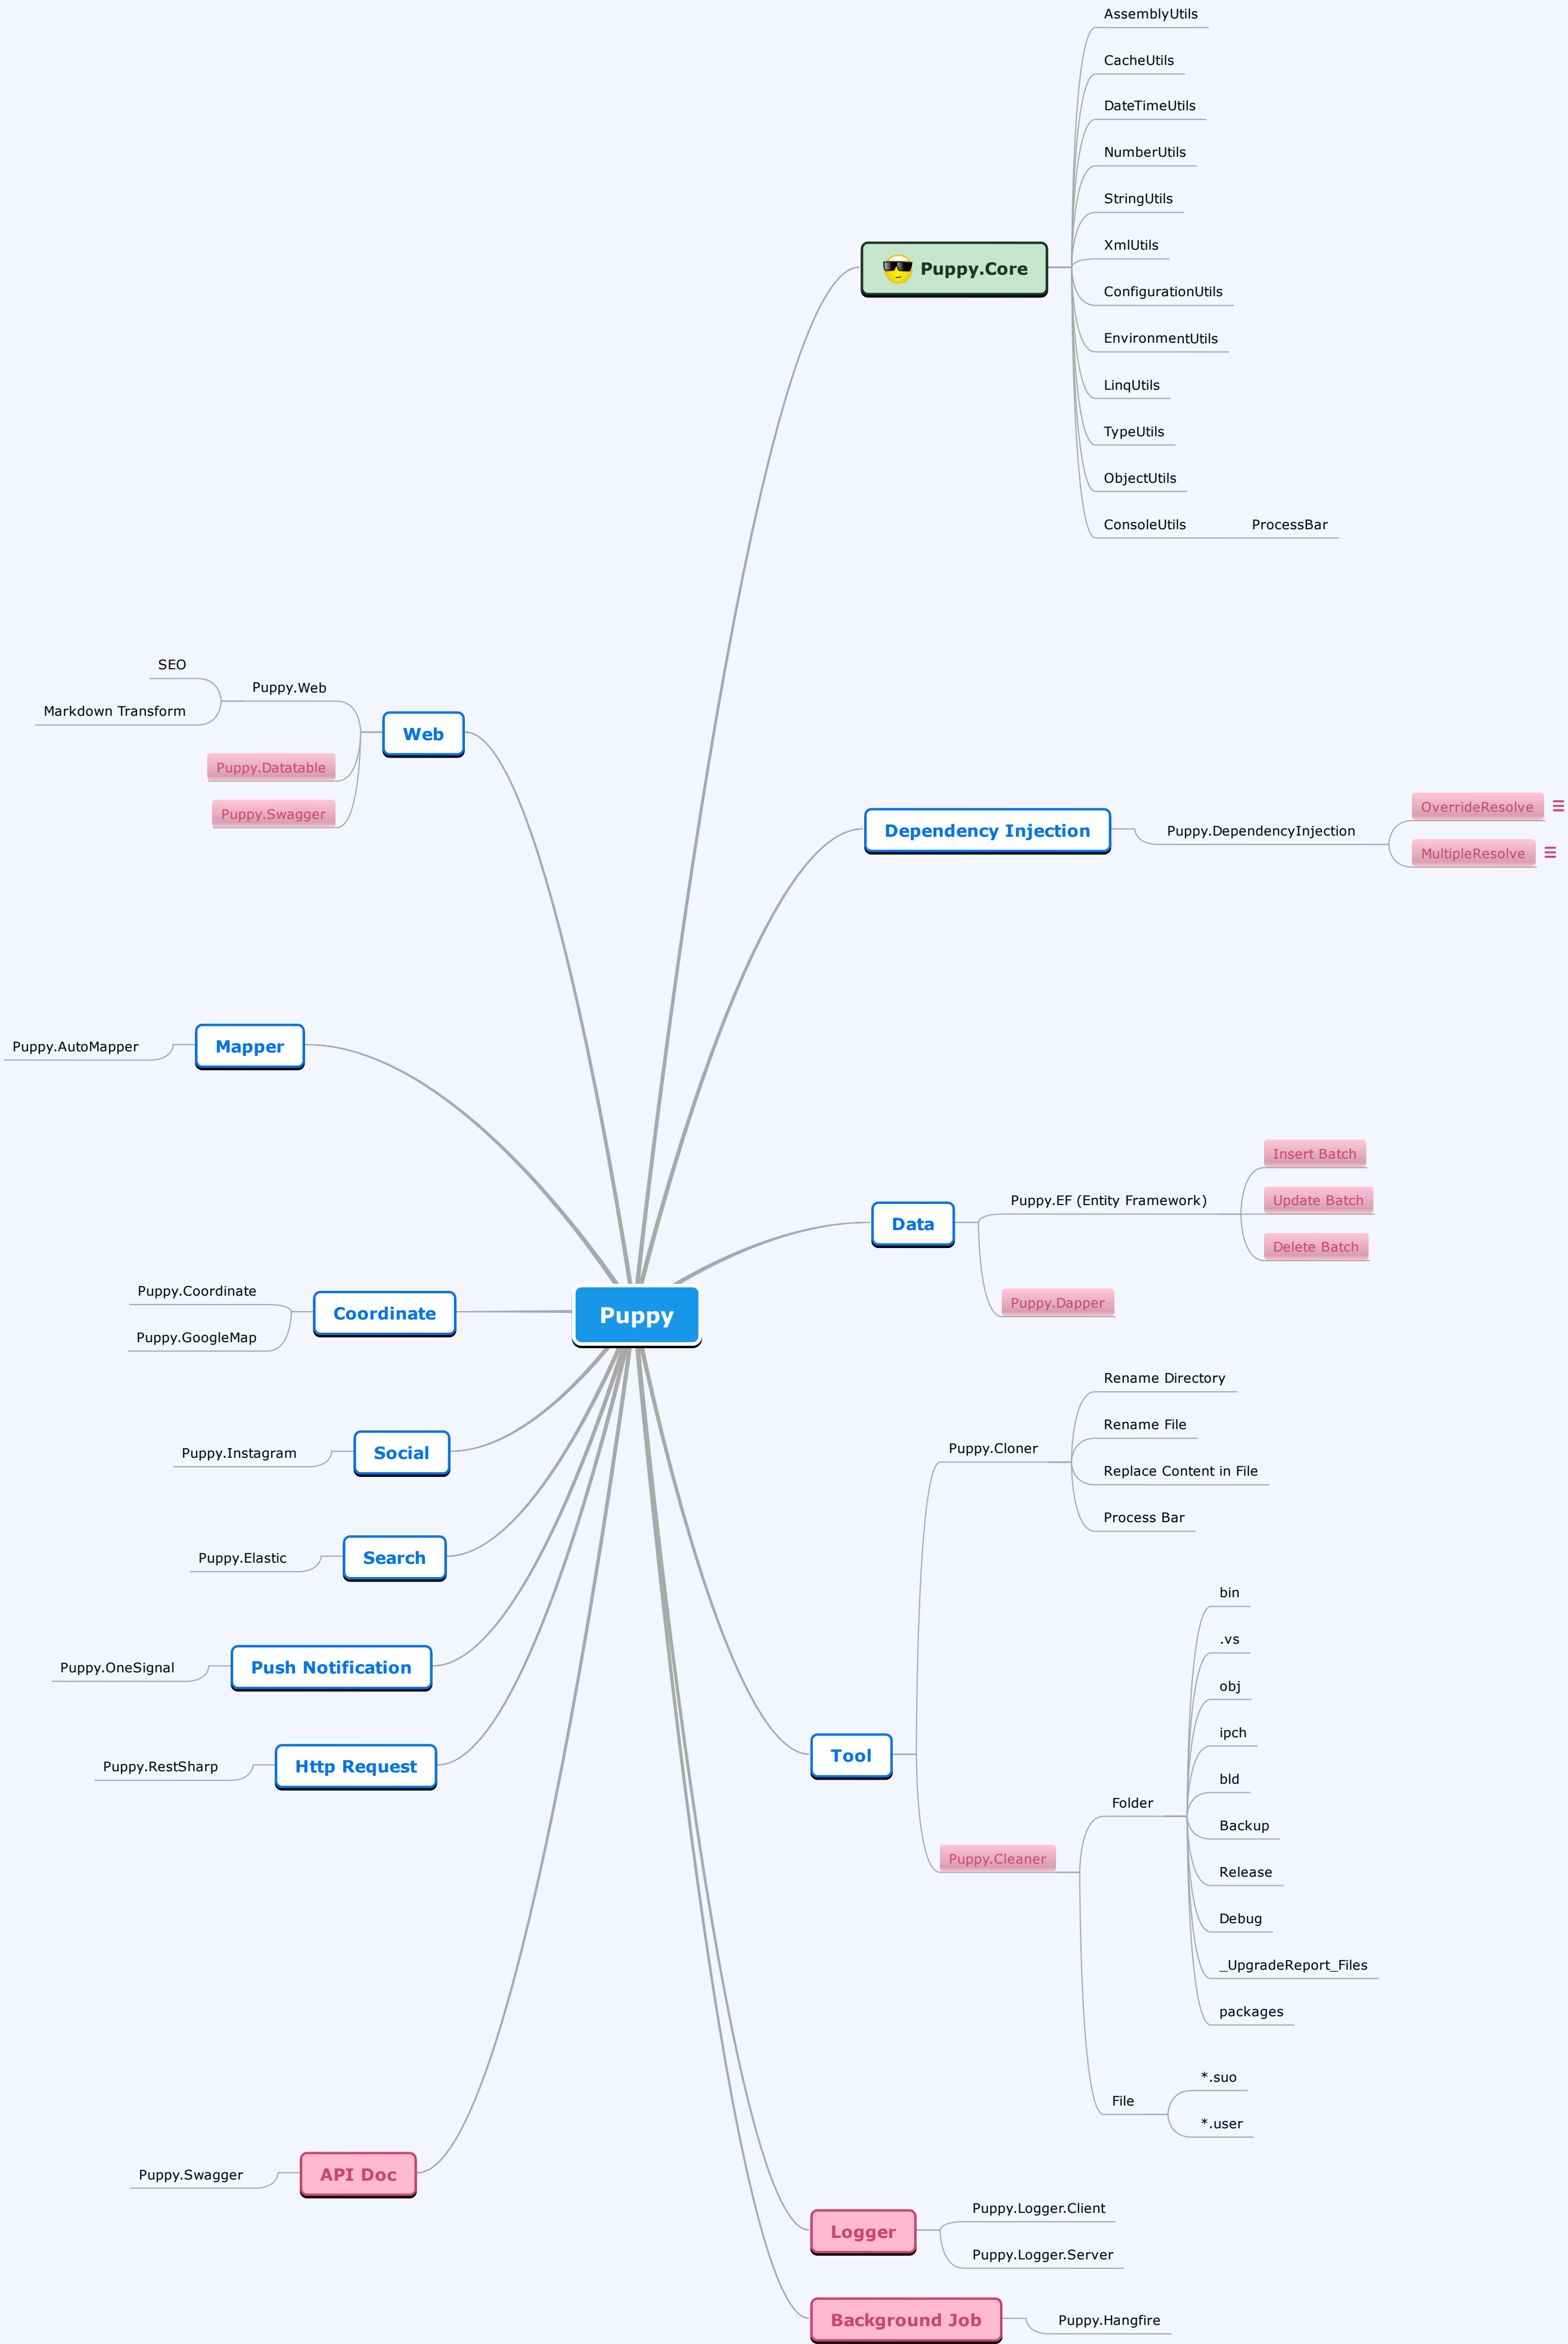 Puppy
Puppy.Core
AssemblyUtils
CacheUtils
DateTimeUtils
NumberUtils
StringUtils
XmlUtils
ConfigurationUtils
EnvironmentUtils
LinqUtils
TypeUtils
ObjectUtils
ConsoleUtils
ProcessBar
Dependency Injection
Puppy.DependencyInjection
OverrideResolve
MultipleResolve
Data
Puppy.EF (Entity Framework)
Insert Batch
Update Batch
Delete Batch
Puppy.Dapper
Tool
Puppy.Cloner
Rename Directory
Rename File
Replace Content in File
Process Bar
Puppy.Cleaner
Folder
bin
.vs
obj
ipch
bld
Backup
Release
Debug
_UpgradeReport_Files
packages
File
*.suo
*.user
Logger
Puppy.Logger.Client
Puppy.Logger.Server
Background Job
Puppy.Hangfire
Web
Puppy.Web
SEO
Markdown Transform
Puppy.Datatable
Puppy.Swagger
Mapper
Puppy.AutoMapper
Coordinate
Puppy.Coordinate
Puppy.GoogleMap
Social
Puppy.Instagram
Search
Puppy.Elastic
Push Notification
Puppy.OneSignal
Http Request
Puppy.RestSharp
API Doc
Puppy.Swagger